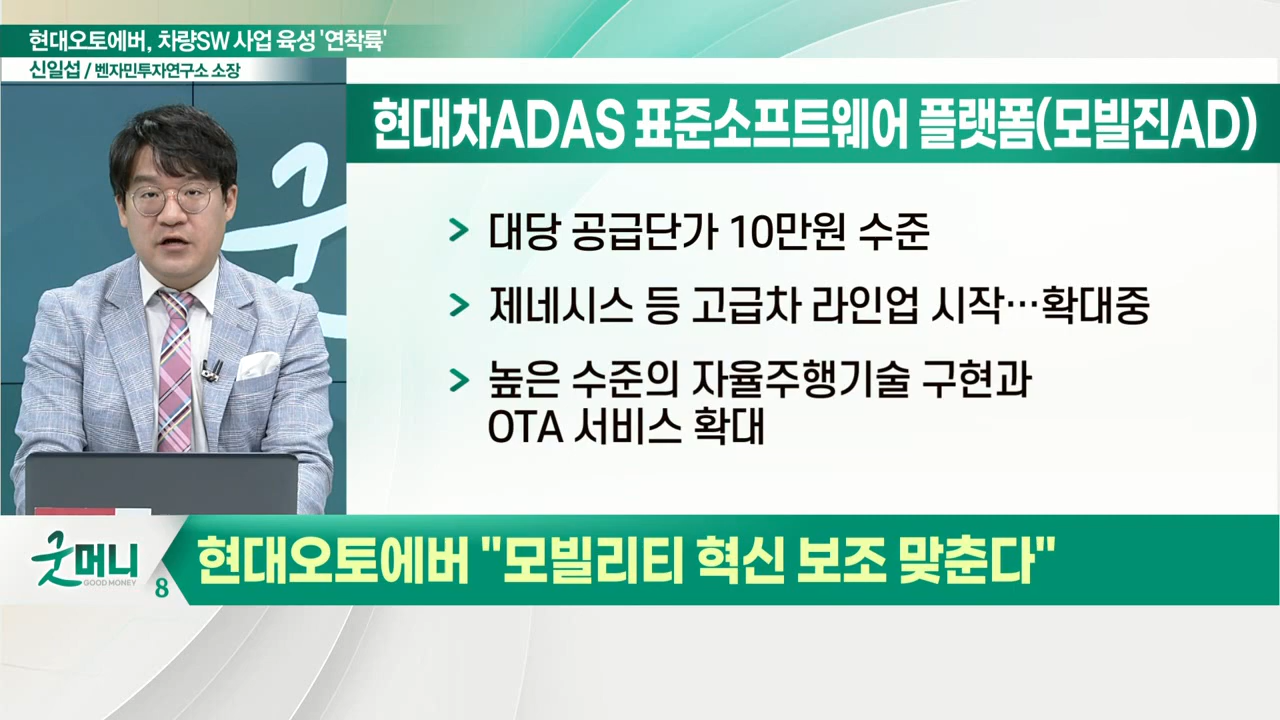 현대오토에버, 차량SW 사업 육성 '연착륙'
신일섭 / 벤자민투자연구소 소장
현대차ADAS 표준소프트웨어 플랫폼(모빌진AD)
> 대당 공급단가 10만원 수준
> 제네시스 등 고급차 라인업 시작…확대중
> 높은 수준의 자율주행기술 구현과
OTA 서비스 확대
굿머니
GOOD MONEY
8
현대오토에버 "모빌리티 혁신 보조 맞춘다"